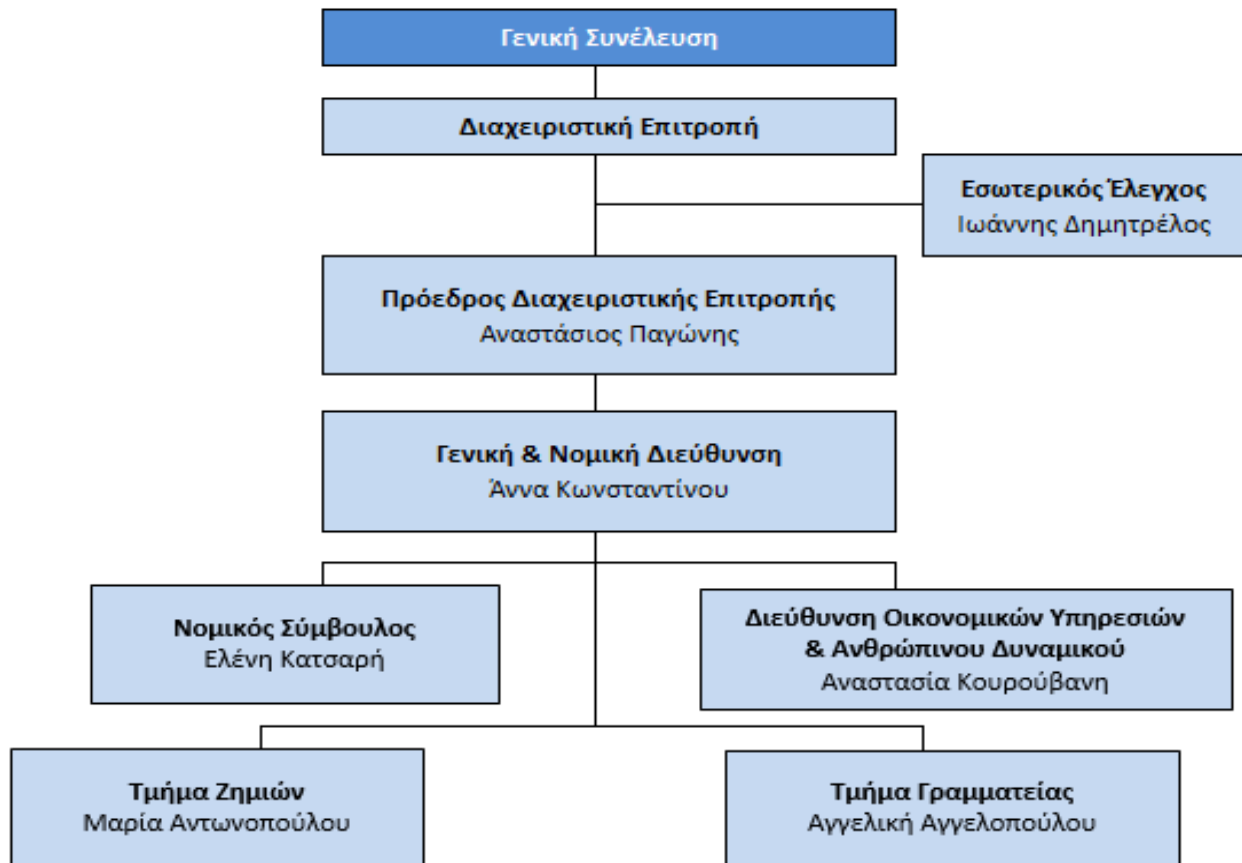 Γενική Συνέλευση
Διαχειριστική Επιτροπή
Εσωτερικός Έλεγχος
Ιωάννης Δημητρέλος
Πρόεδρος Διαχειριστικής Επιτροπής
Αναστάσιος Παγώνης
Γενική & Νομική Διεύθυνση
Άννα Κωνσταντίνου
Νομικός Σύμβουλος
Ελένη Κατσαρή
Διεύθυνση Οικονομικών Υπηρεσιών
& Ανθρώπινου Δυναμικού
Αναστασία Κουρούβανη
Τμήμα Ζημιών
Μαρία Αντωνοπούλου
Τμήμα Γραμματείας
Αγγελική Αγγελοπούλου